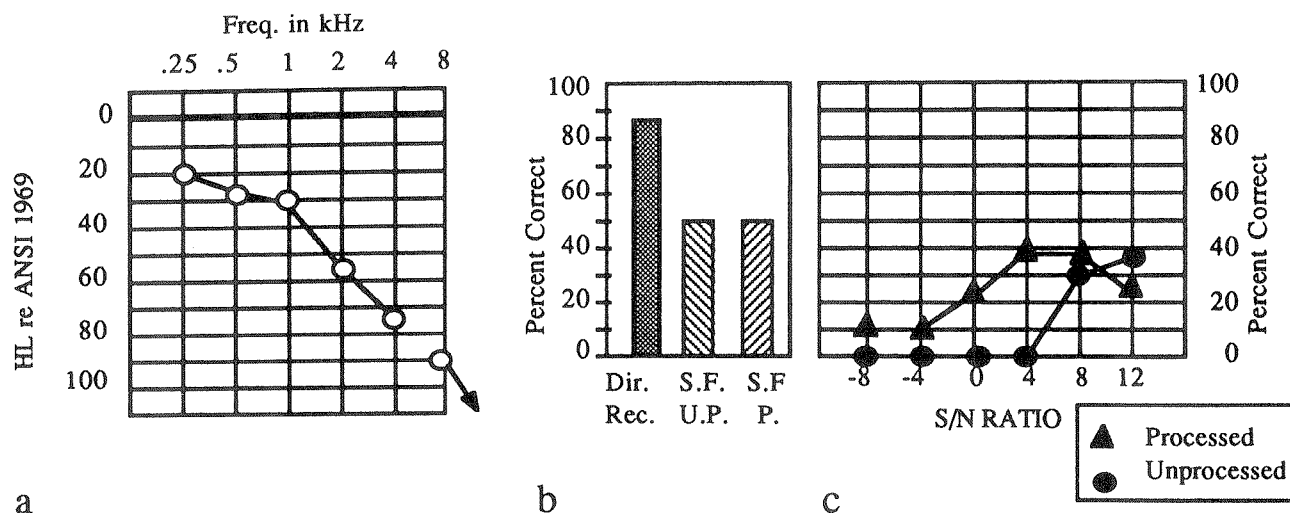 Freq. in kHz
.25 .5 1 2 4 8
HL re ANSI 1969
0
20
40
60
80
100
a
Percent Correct
100
80
60
40
20
0
Dir. S.F. S.F
Rec. U.P. P.
b
100
80
60
40
20
0
Percent Correct
-8 -4 0 4 8 12
S/N RATIO
Processed
Unprocessed
c